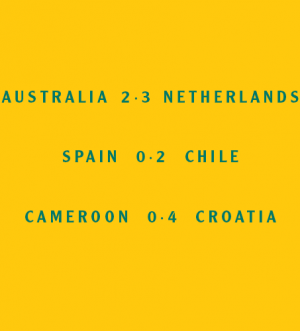 AUSTRALIA 2·3 NETHERLANDS
SPAIN 0·2 CHILE
CAMEROON 0·4 CROATIA